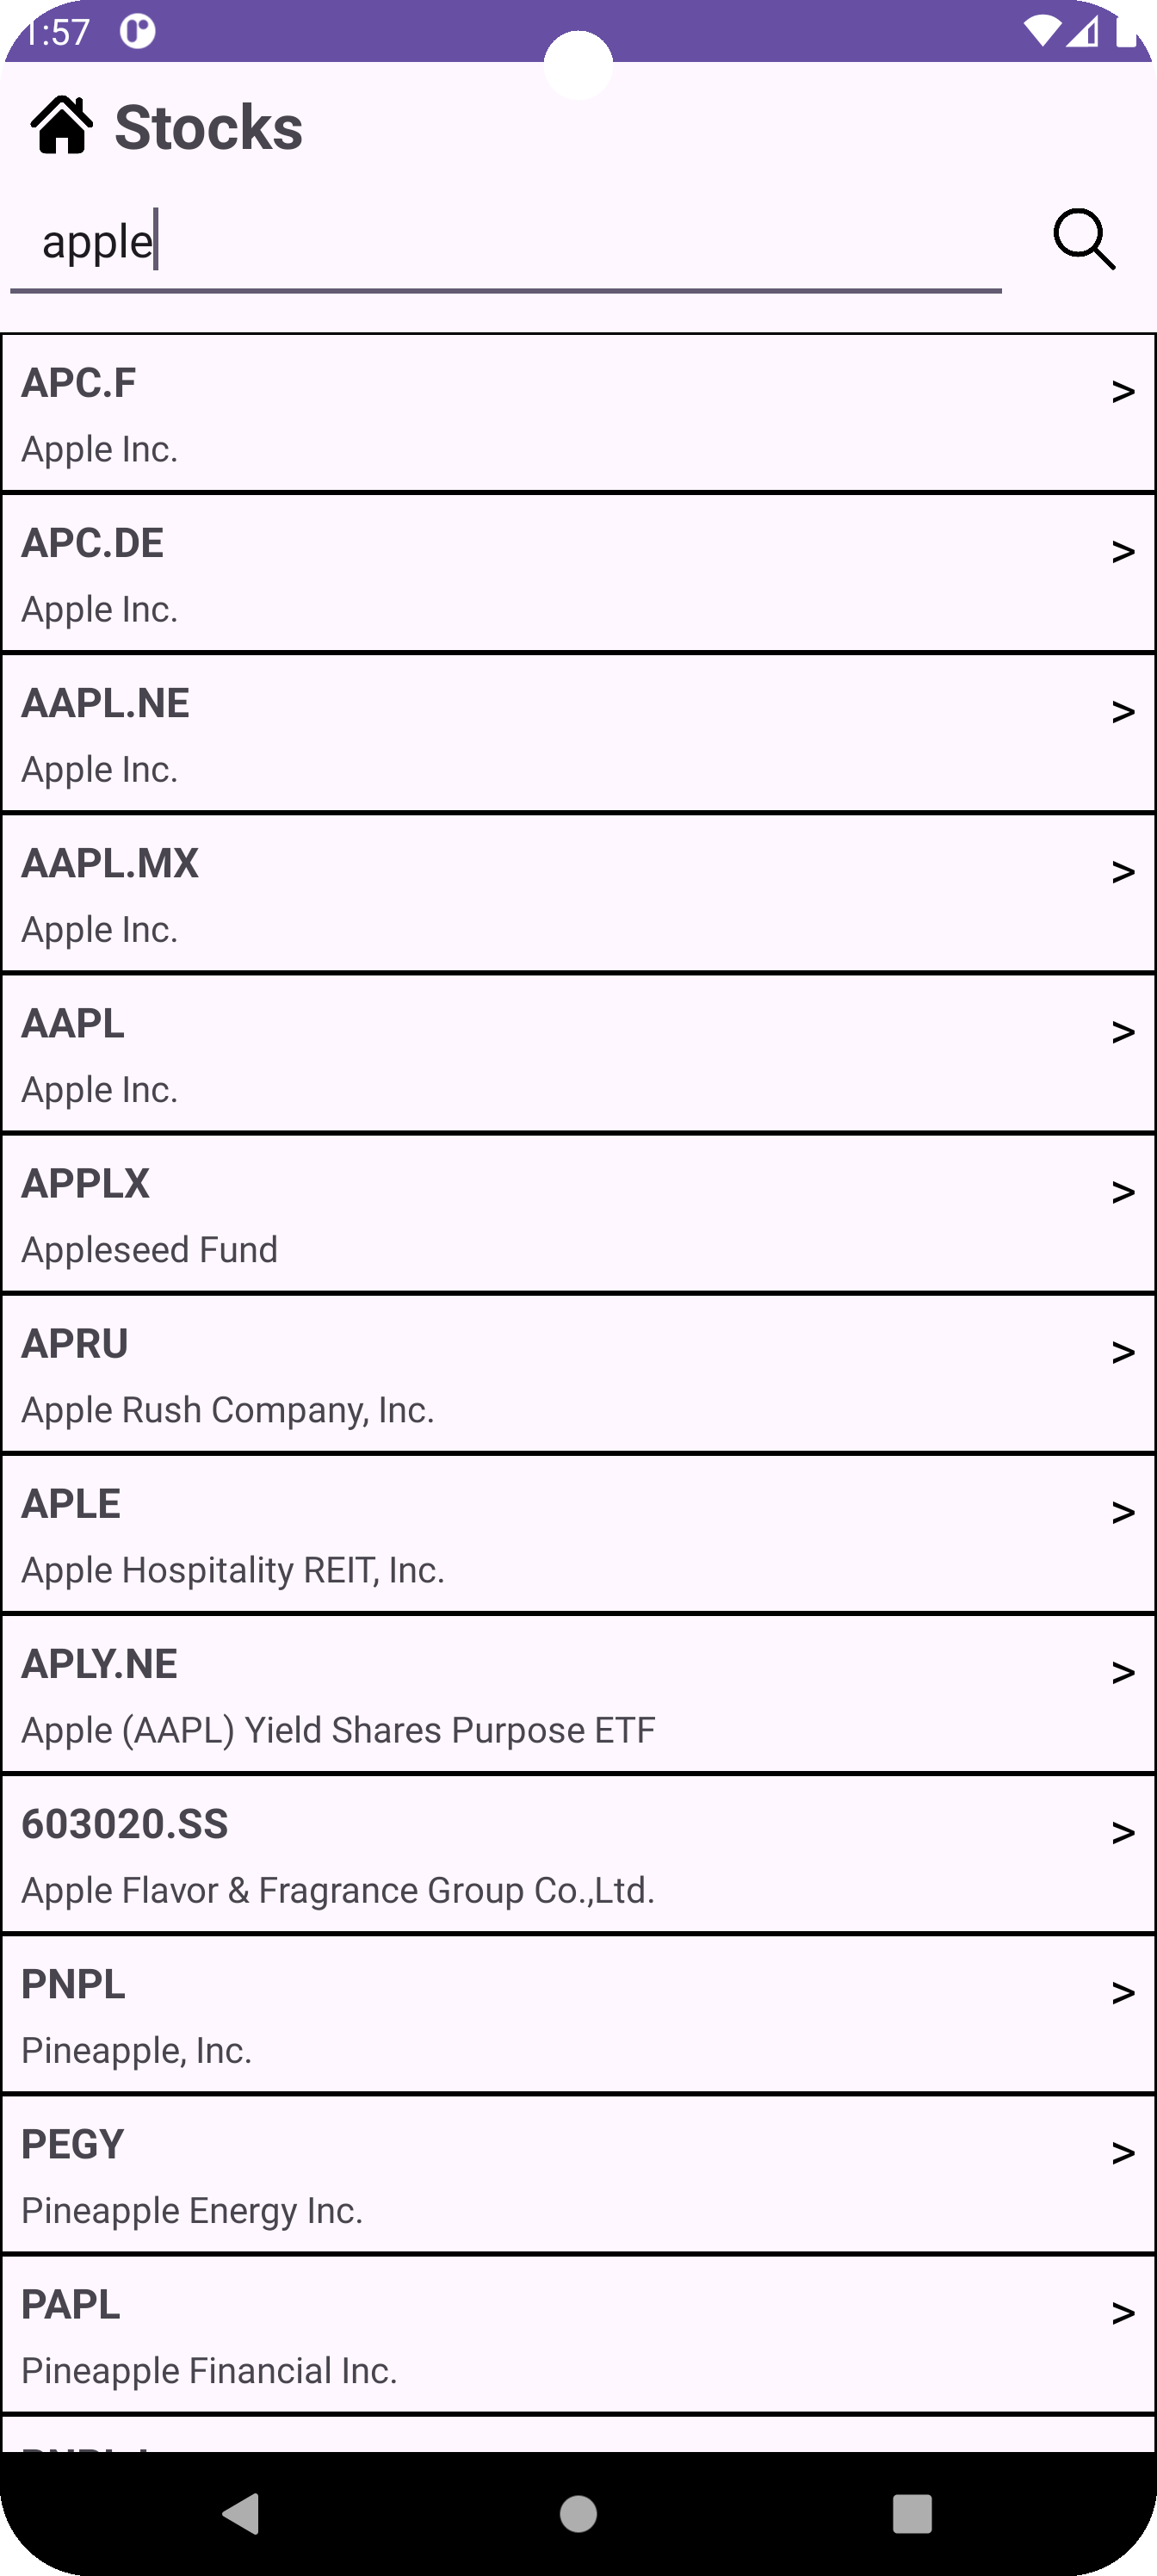 1:57
Stocks
apple
APC.F
>
Apple Inc.
APC.DE
>
Apple Inc.
AAPL.NE
>
Apple Inc.
AAPL.MX
>
Apple Inc.
AAPL
>
Apple Inc.
APPLX
>
Appleseed Fund
APRU
>
Apple Rush Company, Inc.
APLE
>
Apple Hospitality REIT, Inc.
APLY.NE
>
Apple (AAPL) Yield Shares Purpose ETF
603020.SS
>
Apple Flavor & Fragrance Group Co.,Ltd.
PNPL
>
Pineapple, Inc.
PEGY
>
Pineapple Energy Inc.
PAPL
>
Pineapple Financial Inc.